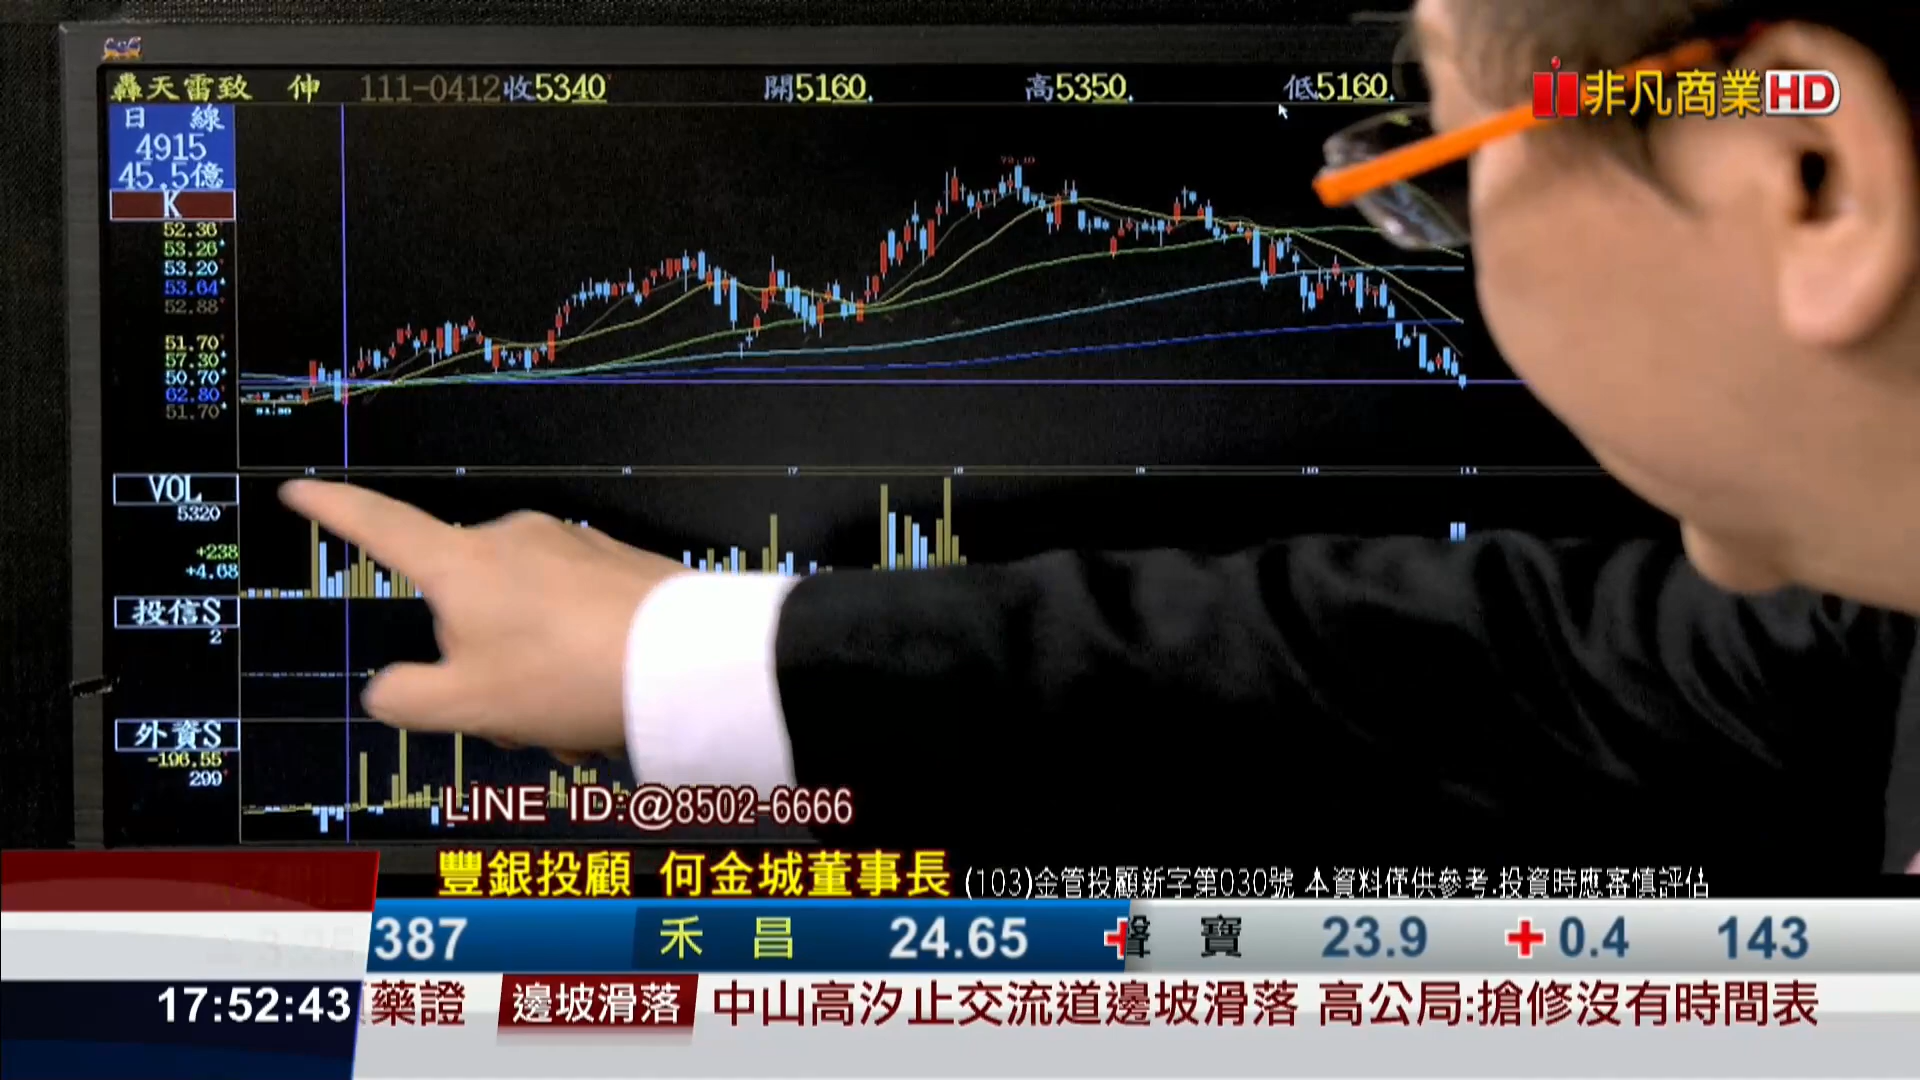 轟天雷致 伸 111-0412 收5340 開5160 高5350 低5160
非凡商業HD
日 線
4915
45.5億
K
52.36
53.26
53.20
53.64
52.88
51.70
57.30
50.70
62.80
51.70
VOL
5320
+238
+4.68
投信S
2
外資S
-196.55
299
LINE ID:@8502-6666
豐銀投顧 何金城董事長 (103)金管投顧新字第030號 本資料僅供參考.投資時應審慎評估
387 禾昌 24.65 聲寶 23.9 +0.4 143
17:52:43 藥證 邊坡滑落 中山高汐止交流道邊坡滑落 高公局:搶修沒有時間表